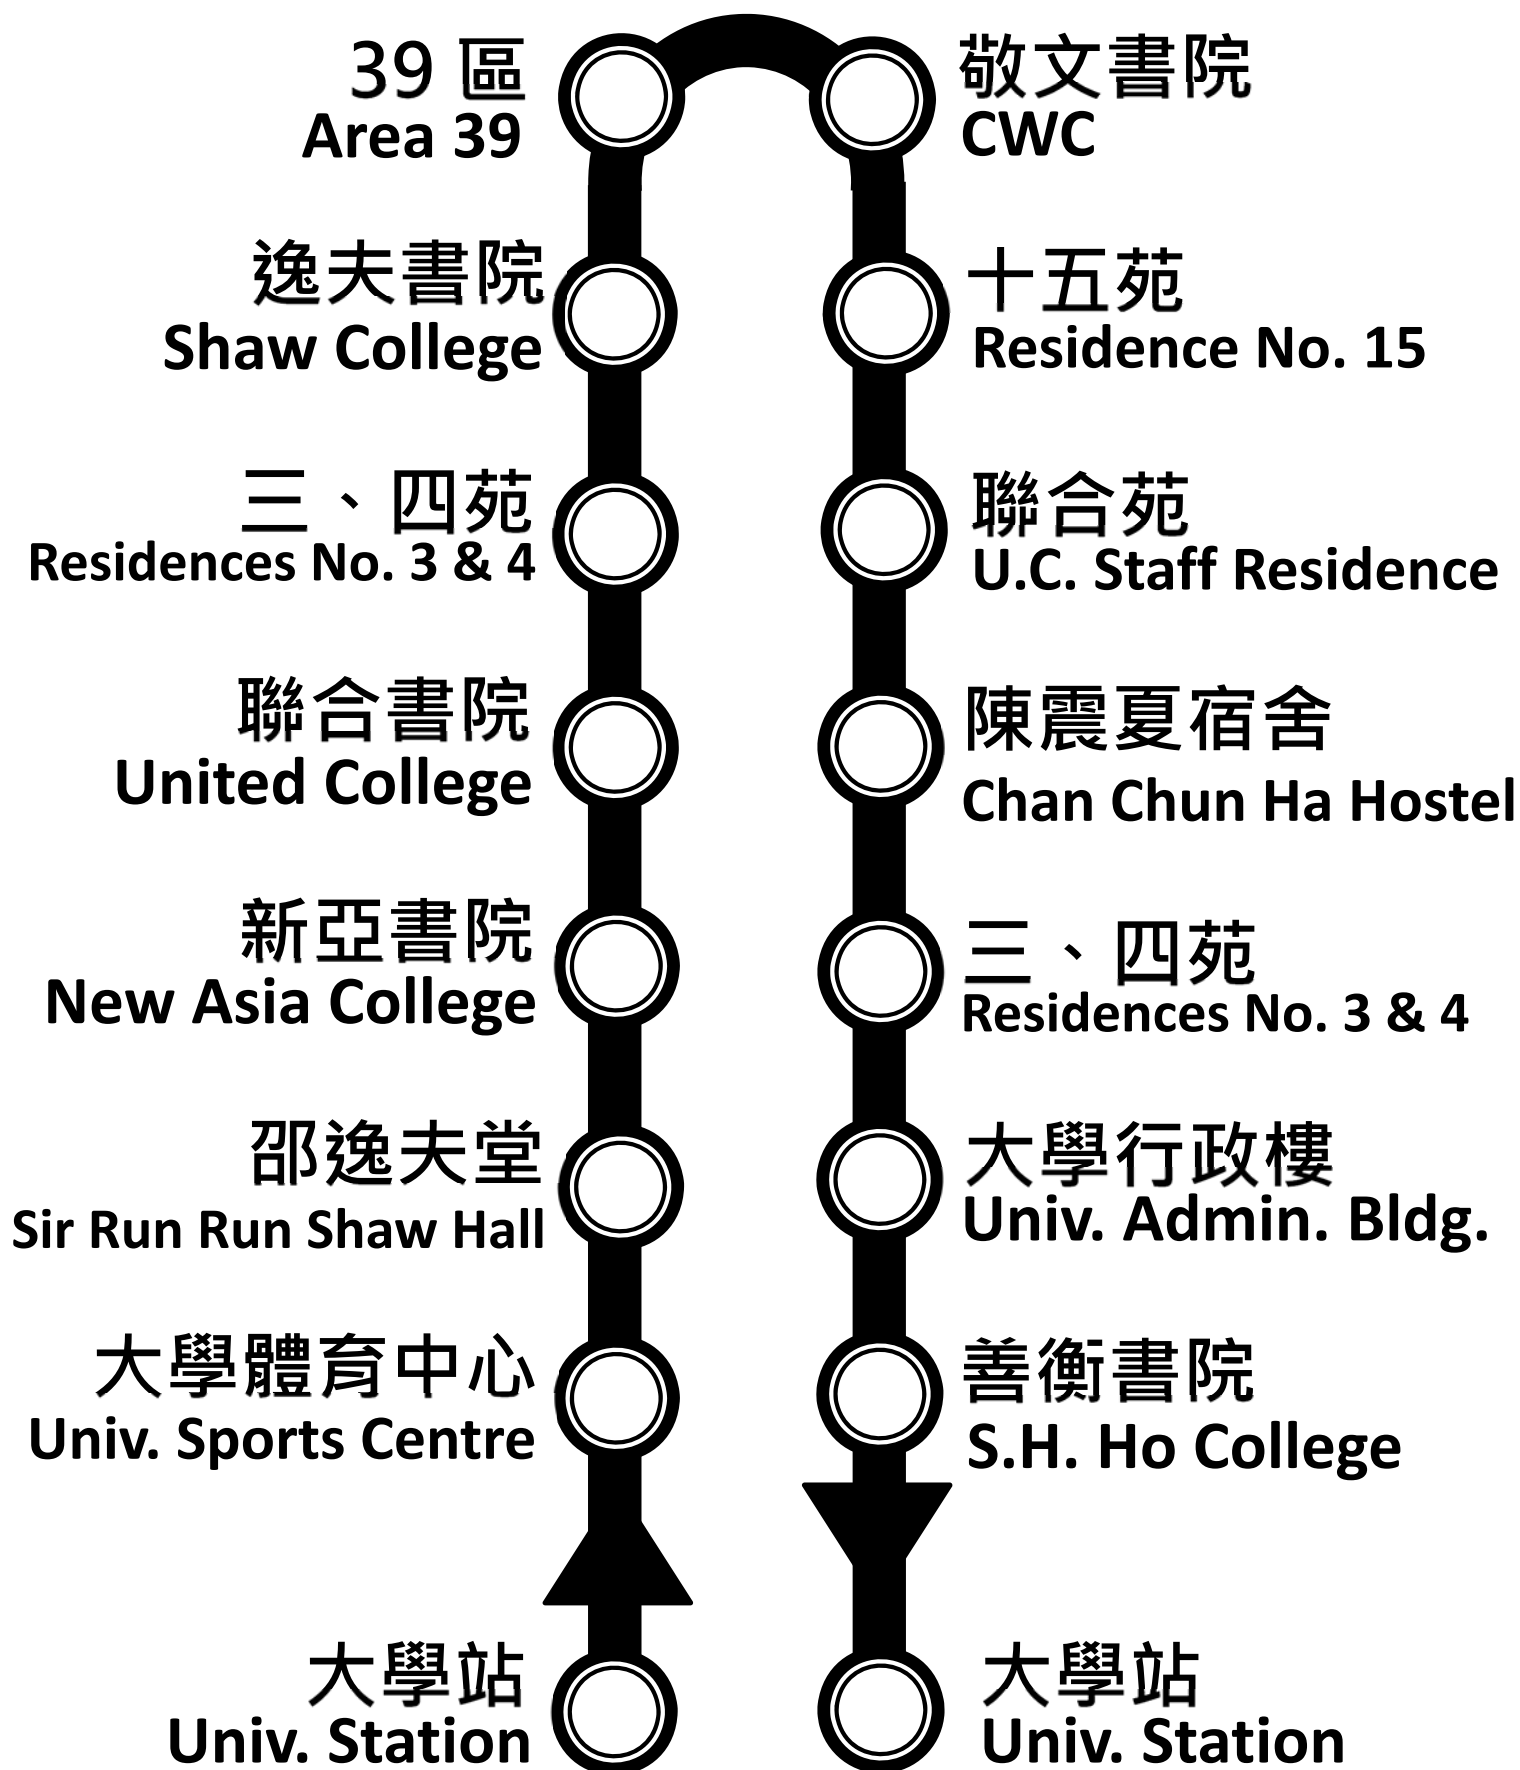 39 區
Area 39
逸夫書院
Shaw College
三、四苑
Residences No. 3 & 4
聯合書院
United College
新亞書院
New Asia College
邵逸夫堂
Sir Run Run Shaw Hall
大學體育中心
Univ. Sports Centre
大學站
Univ. Station
敬文書院
CWC
十五苑
Residence No. 15
聯合苑
U.C. Staff Residence
陳震夏宿舍
Chan Chun Ha Hostel
三、四苑
Residences No. 3 & 4
大學行政樓
Univ. Admin. Bldg.
善衡書院
S.H. Ho College
大學站
Univ. Station